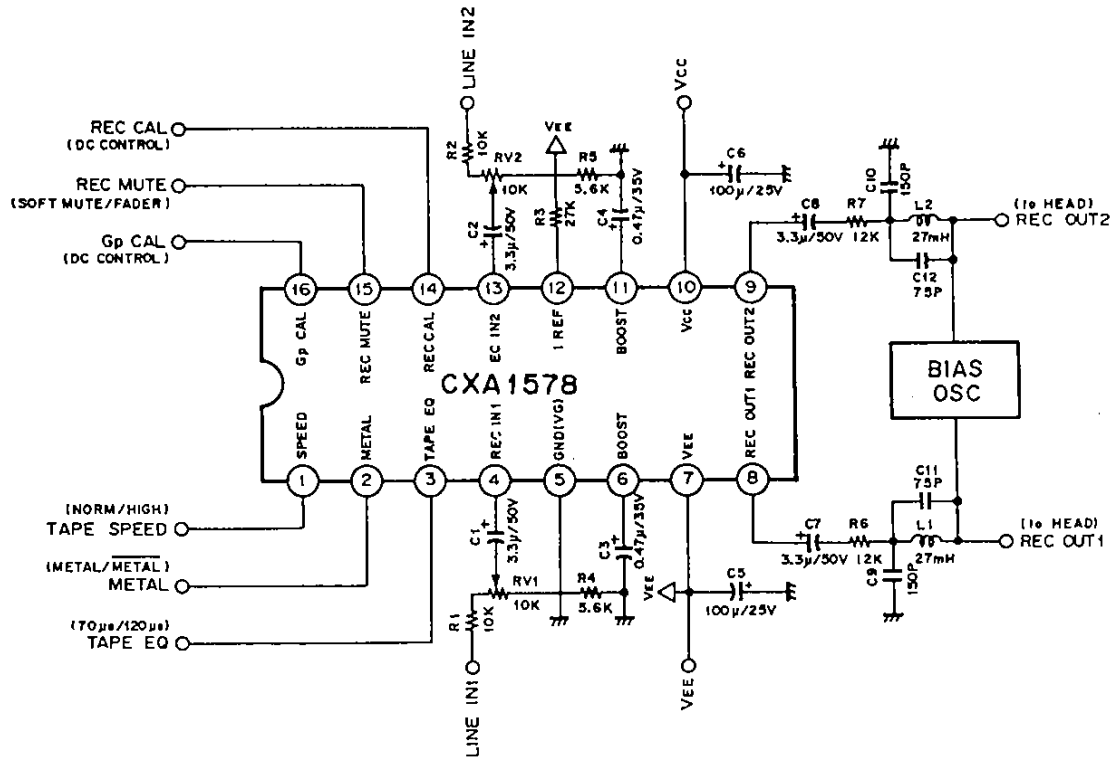 LINE IN2
VCC
REC CAL
(DC CONTROL)
REC MUTE
(SOFT MUTE/FADER)
Gp CAL
(DC CONTROL)
R2
10K
RV2
10K
C2
3.3μ/50V
VEE
R3
27K
R5
5.6K
C4
0.47μ/35V
C6
100μ/25V
C8
3.3μ/50V
R7
12K
C10
150P
L2
27mH
C12
75P
(to HEAD)
REC OUT2
16
15
14
13
12
11
10
9
Gp CAL
REC MUTE
REC CAL
EC IN2
I REF
BOOST
VCC
REC OUT2
CXA1578
BIAS
OSC
SPEED
METAL
TAPE EQ
REC IN1
GND(VG)
BOOST
VEE
REC OUT1
1
2
3
4
5
6
7
8
(NORM/HIGH)
TAPE SPEED
(METAL/METAL)
METAL
(70μs/120μs)
TAPE EQ
C1
3.3μ/50V
RV1
10K
R1
10K
LINE IN1
R4
5.6K
C3
0.47μ/35V
VEE
C5
100μ/25V
VEE
C7
3.3μ/50V
R6
12K
C9
150P
C11
75P
L1
27mH
(to HEAD)
REC OUT1